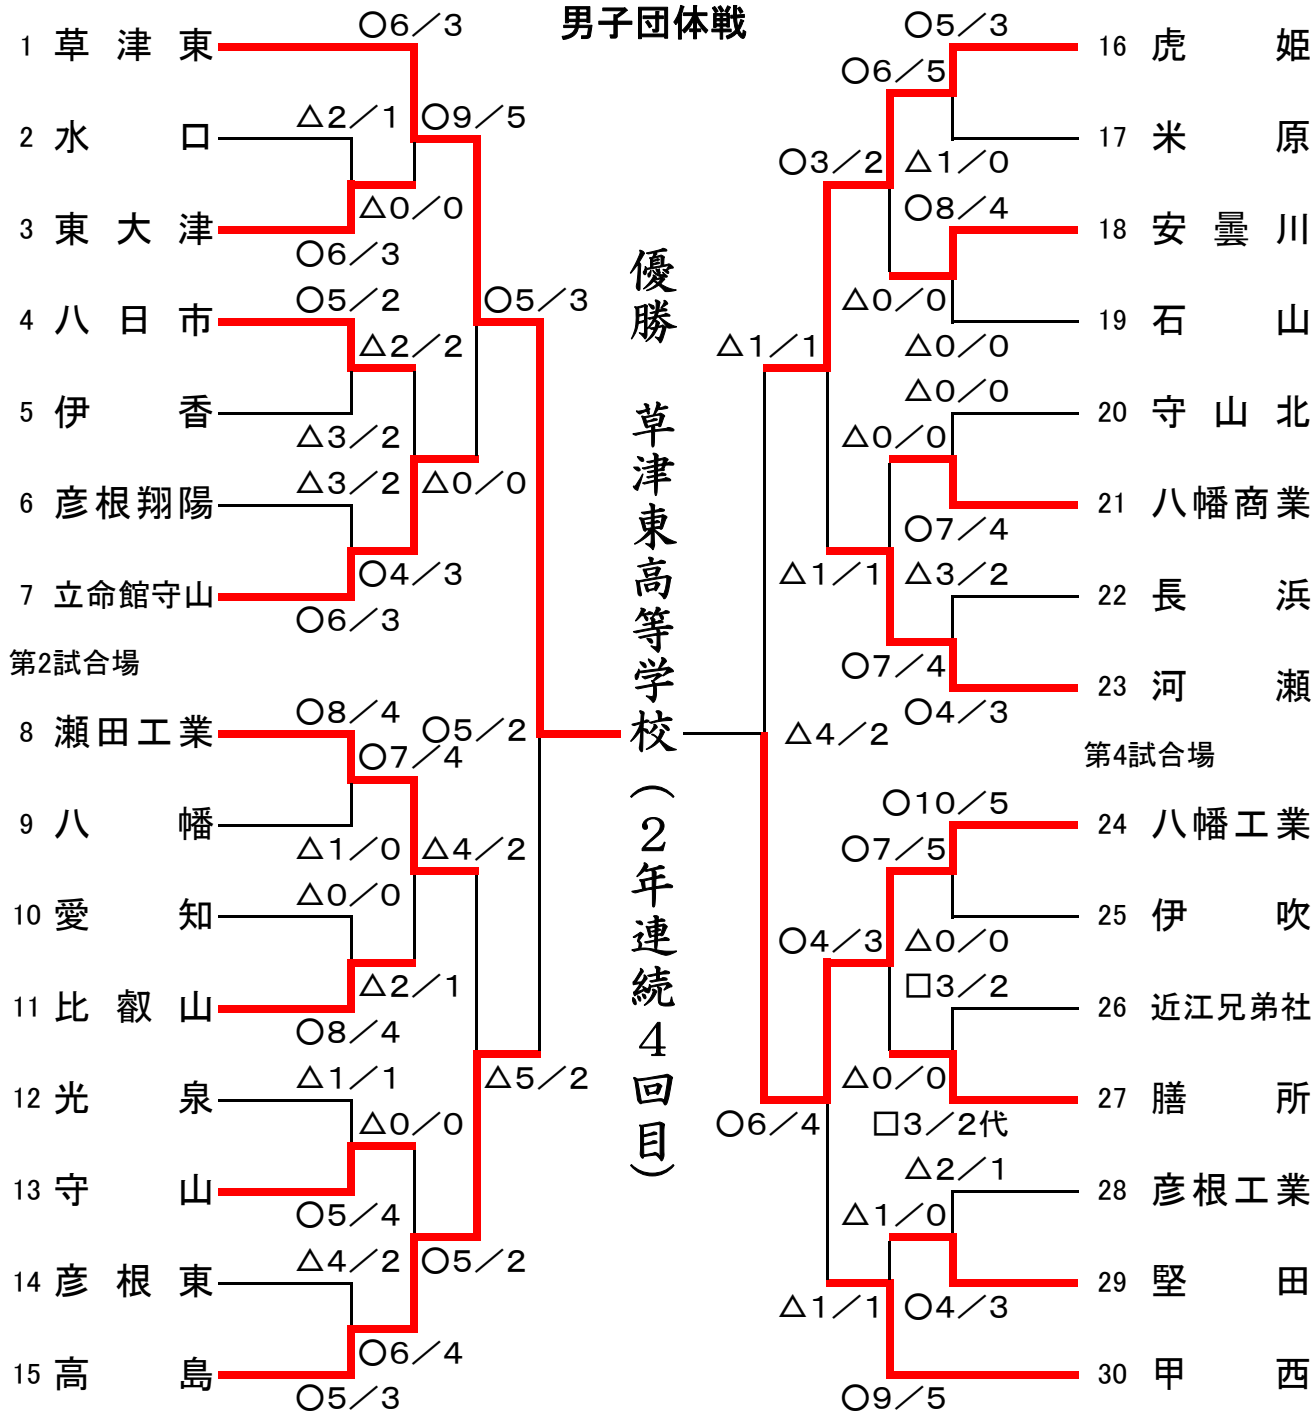 男子団体戦
1 草津東
○6／3
2 水口
△2／1
○9／5
3 東大津
△0／0
○6／3
4 八日市
○5／2
○5／3
△2／2
5 伊香
△3／2
6 彦根翔陽
△3／2
△0／0
7 立命館守山
○4／3
○6／3
第2試合場
8 瀬田工業
○8／4
○5／2
○7／4
9 八幡
△1／0
△4／2
10 愛知
△0／0
11 比叡山
△2／1
○8／4
12 光泉
△1／1
△5／2
△0／0
13 守山
○5／4
14 彦根東
△4／2
○5／2
15 高島
○6／4
○5／3
優勝 草津東高等学校（2年連続4回目）
○5／3
16 虎姫
○6／5
17 米原
○3／2
△1／0
○8／4
18 安曇川
△0／0
19 石山
△1／1
△0／0
△0／0
20 守山北
△0／0
21 八幡商業
○7／4
△1／1
△3／2
22 長浜
○7／4
23 河瀬
○4／3
△4／2
第4試合場
○10／5
24 八幡工業
○7／5
25 伊吹
○4／3
△0／0
□3／2
26 近江兄弟社
△0／0
27 膳所
○6／4
□3／2代
△2／1
28 彦根工業
△1／0
29 堅田
△1／1
○4／3
30 甲西
○9／5